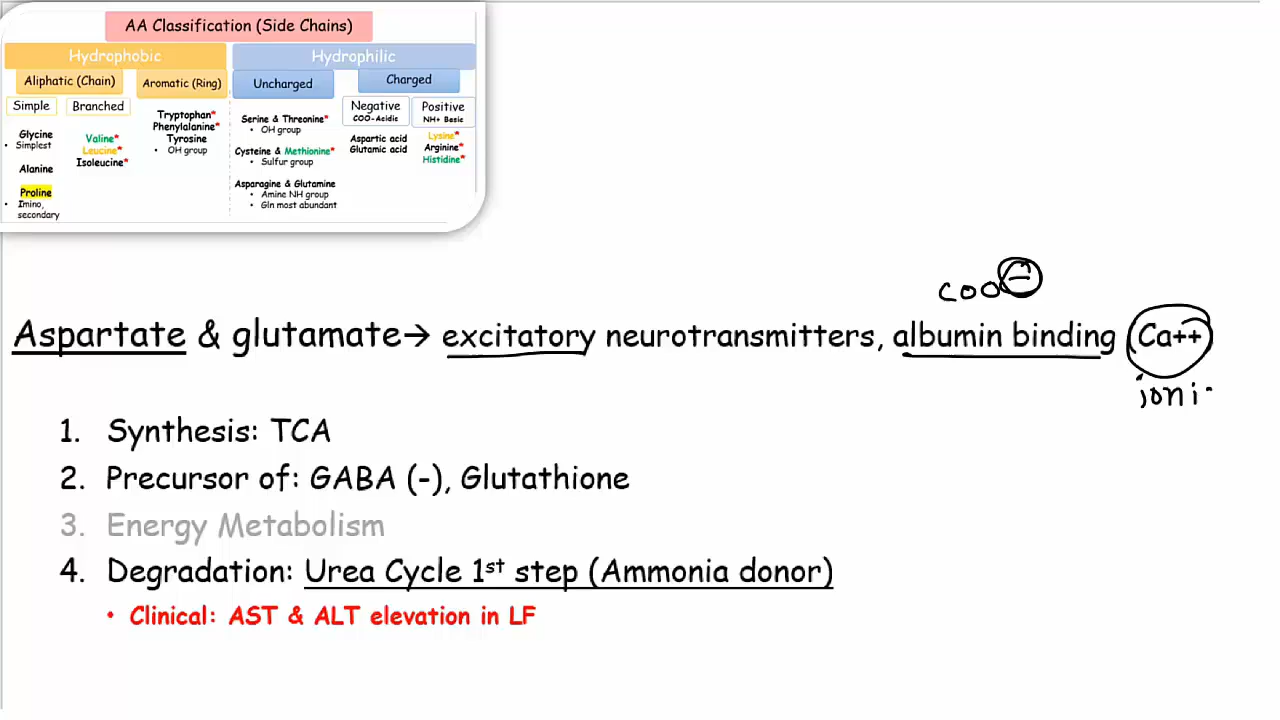 AA Classification (Side Chains)
Hydrophobic
Hydrophilic
Aliphatic (Chain)
Aromatic (Ring)
Uncharged
Charged
Simple
Branched
Negative
COO-Acidic
Positive
NH+ Basic
Glycine
• Simplest
Alanine
Proline
• Imino,
secondary
Valine*
Leucine*
Isoleucine*
Tryptophan*
Phenylalanine*
Tyrosine
• OH group
Serine & Threonine*
• OH group
Cysteine & Methionine*
• Sulfur group
Asparagine & Glutamine
• Amine NH group
• Gln most abundant
Aspartic acid
Glutamic acid
Lysine*
Arginine*
Histidine*
COO-
Aspartate & glutamate→ excitatory neurotransmitters, albumin binding Ca++
ioni
1. Synthesis: TCA
2. Precursor of: GABA (-), Glutathione
3. Energy Metabolism
4. Degradation: Urea Cycle 1st step (Ammonia donor)
• Clinical: AST & ALT elevation in LF